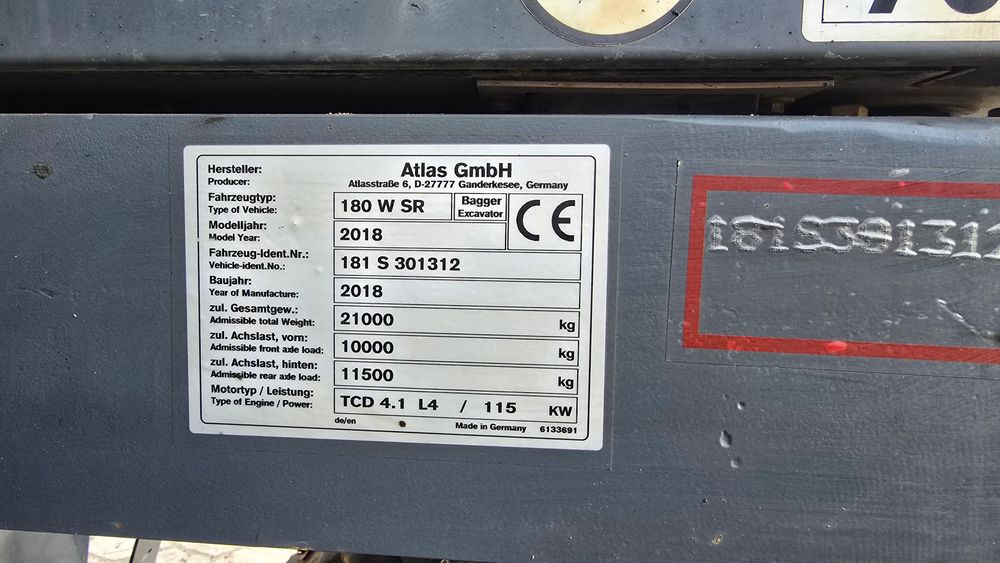 Hersteller: Atlas GmbH
Producer: Atlasstraße 6, D-27777 Ganderkesee, Germany
Fahrzeugtyp:
Type of Vehicle: 180 W SR Bagger
Excavator CE
Modelljahr:
Model Year: 2018
Fahrzeug-Ident.Nr.:
Vehicle-ident.No.: 181 S 301312
Baujahr:
Year of Manufacture: 2018
zul. Gesamtgew.:
Admissible total Weight: 21000 kg
zul. Achslast, vorn:
Admissible front axle load: 10000 kg
zul. Achslast, hinten:
Admissible rear axle load: 11500 kg
Motortyp / Leistung:
Type of Engine / Power: TCD 4.1 L4 / 115 KW
de/en Made in Germany 6133691